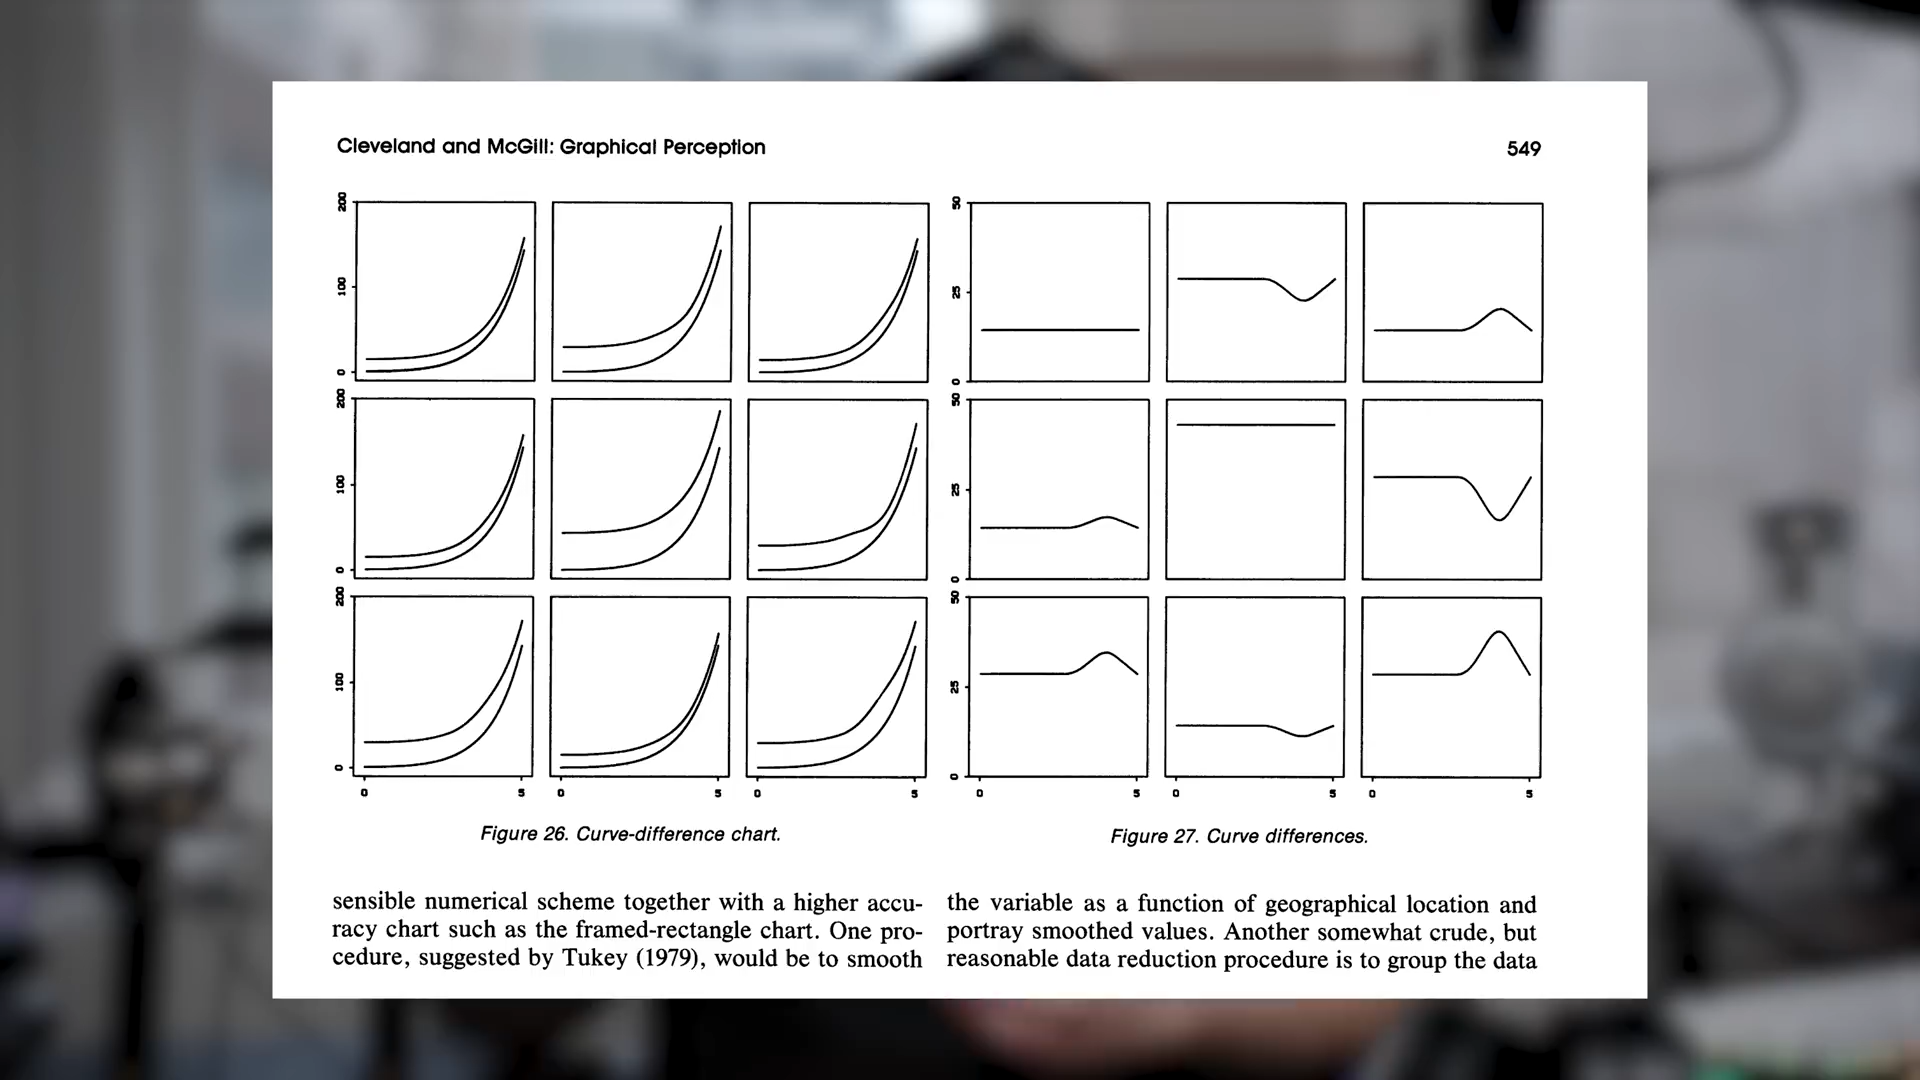 Cleveland and McGill: Graphical Perception 549
200
100
0
50
25
0
200
100
0
50
25
0
200
100
0
50
25
0
0 5 0 5 0 5 0 5 0 5 0 5
Figure 26. Curve-difference chart.
Figure 27. Curve differences.
sensible numerical scheme together with a higher accu-
racy chart such as the framed-rectangle chart. One pro-
cedure, suggested by Tukey (1979), would be to smooth
the variable as a function of geographical location and
portray smoothed values. Another somewhat crude, but
reasonable data reduction procedure is to group the data